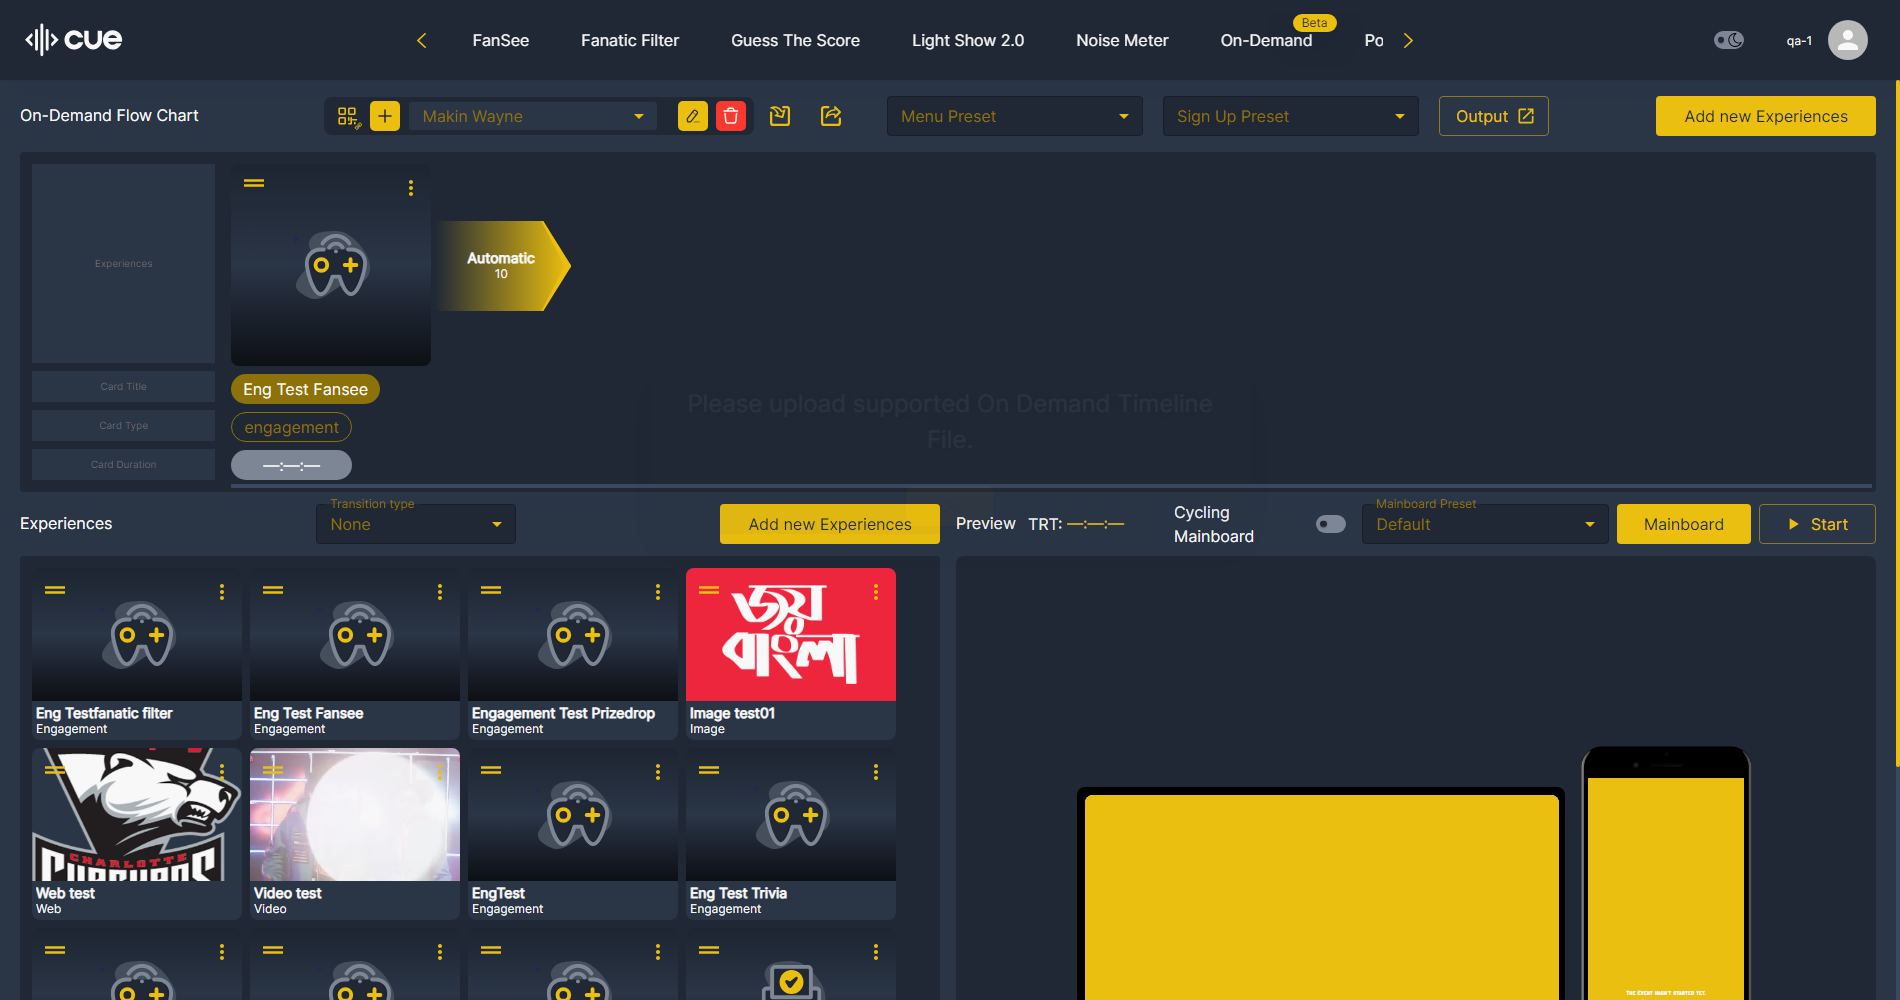 cue
FanSee
Fanatic Filter
Guess The Score
Light Show 2.0
Noise Meter
On-Demand
Beta
Po
qa-1
On-Demand Flow Chart
Makin Wayne
Menu Preset
Sign Up Preset
Output
Add new Experiences
Experiences
Automatic
10
Card Title
Eng Test Fansee
Card Type
engagement
Card Duration
—:—:—
Please upload supported On Demand Timeline
File.
Experiences
Transition type
None
Add new Experiences
Preview
TRT: —:—:—
Cycling
Mainboard
Mainboard Preset
Default
Mainboard
Start
Eng Testfanatic filter
Engagement
Eng Test Fansee
Engagement
Engagement Test Prizedrop
Engagement
জয়
বাংলা
Image test01
Image
CHARLOTTE
Web test
Web
Video test
Video
EngTest
Engagement
Eng Test Trivia
Engagement
THE EVENT HASN'T STARTED YET.